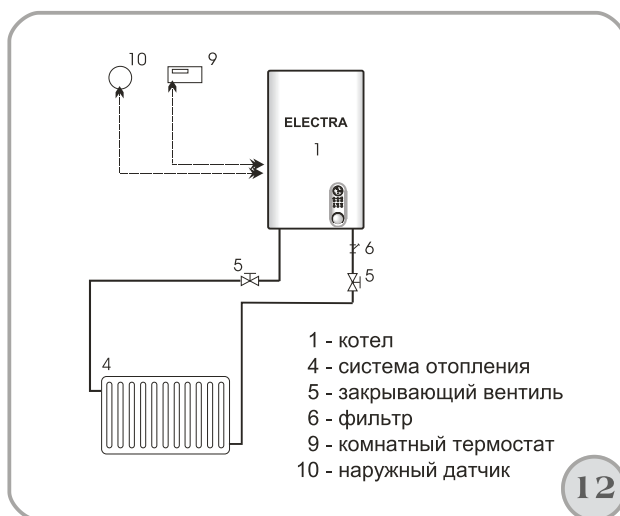 10
9
ELECTRA
1
6
5
5
4
1 - котел
4 - система отопления
5 - закрывающий вентиль
6 - фильтр
9 - комнатный термостат
10 - наружный датчик
12